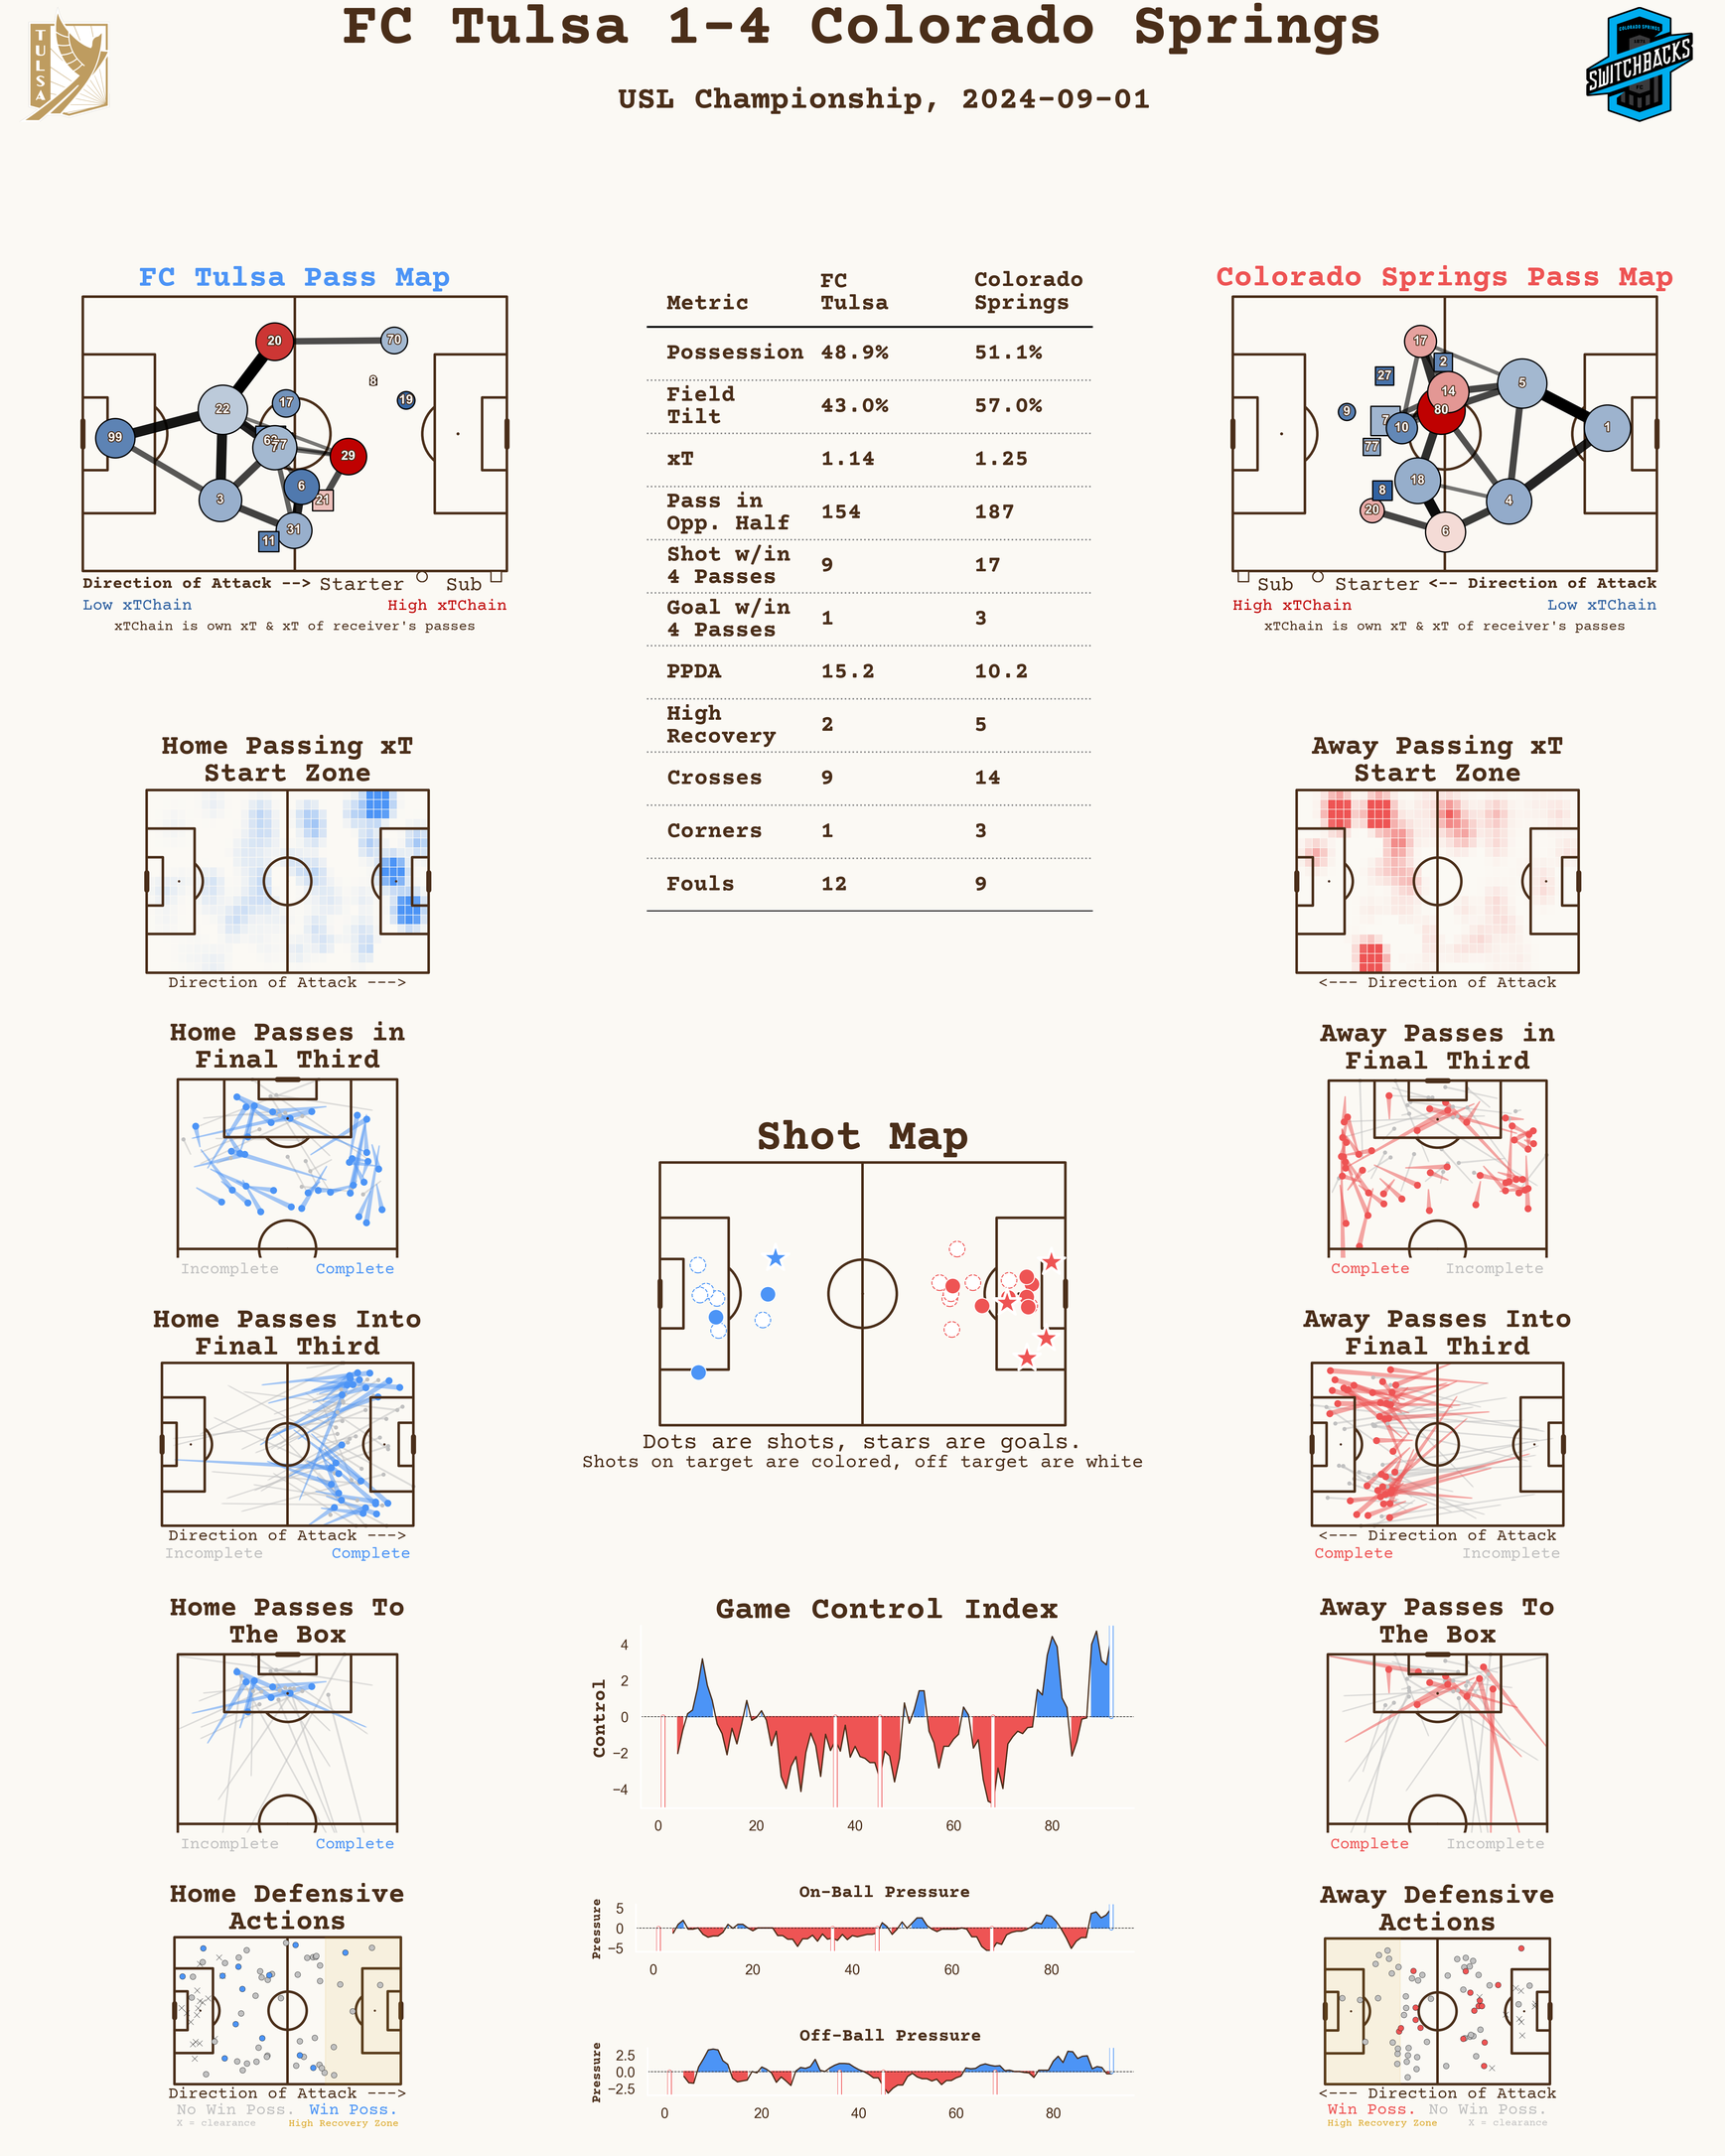 FC Tulsa 1-4 Colorado Springs
USL Championship, 2024-09-01
TULSA
COLORADO SPRINGS
SWITCHBACKS
FC
FC Tulsa Pass Map
20
70
8
19
17
22
99
77
29
6
21
3
31
11
Direction of Attack --> Starter Sub
Low xTChain High xTChain
xTChain is own xT & xT of receiver's passes
Metric FC Tulsa Colorado Springs
Possession 48.9% 51.1%
Field Tilt 43.0% 57.0%
xT 1.14 1.25
Pass in Opp. Half 154 187
Shot w/in 4 Passes 9 17
Goal w/in 4 Passes 1 3
PPDA 15.2 10.2
High Recovery 2 5
Crosses 9 14
Corners 1 3
Fouls 12 9
Colorado Springs Pass Map
17
2
27
5
14
9
7
80
10
1
77
18
8
4
20
6
Sub Starter <-- Direction of Attack
High xTChain Low xTChain
xTChain is own xT & xT of receiver's passes
Home Passing xT
Start Zone
Direction of Attack --->
Home Passes in
Final Third
Incomplete Complete
Home Passes Into
Final Third
Direction of Attack --->
Incomplete Complete
Home Passes To
The Box
Incomplete Complete
Home Defensive
Actions
Direction of Attack --->
No Win Poss. Win Poss.
X = clearance High Recovery Zone
Shot Map
Dots are shots, stars are goals.
Shots on target are colored, off target are white
Game Control Index
Control
4
2
0
−2
−4
0 20 40 60 80
On-Ball Pressure
Pressure
5
0
−5
0 20 40 60 80
Off-Ball Pressure
Pressure
2.5
0.0
−2.5
0 20 40 60 80
Away Passing xT
Start Zone
<--- Direction of Attack
Away Passes in
Final Third
Complete Incomplete
Away Passes Into
Final Third
<--- Direction of Attack
Complete Incomplete
Away Passes To
The Box
Complete Incomplete
Away Defensive
Actions
<--- Direction of Attack
Win Poss. No Win Poss.
High Recovery Zone X = clearance